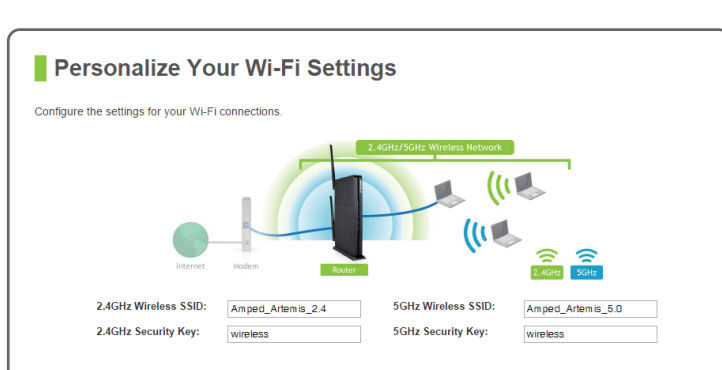 Personalize Your Wi-Fi Settings
Configure the settings for your Wi-Fi connections.
2.4GHz/5GHz Wireless Network
Internet
Modem
Router
2.4GHz
5GHz
2.4GHz Wireless SSID: Amped_Artemis_2.4 5GHz Wireless SSID: Amped_Artemis_5.0
2.4GHz Security Key: wireless 5GHz Security Key: wireless